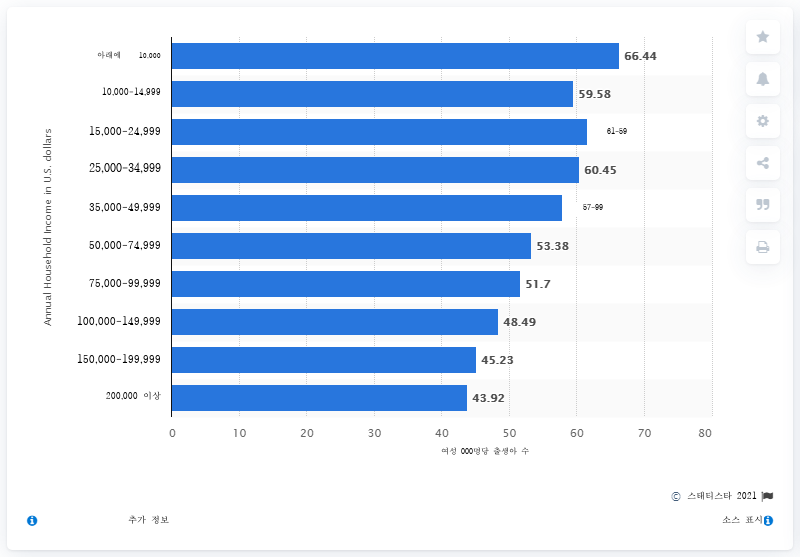 아래에 10,000
66.44
10,000-14,999
59.58
15,000-24,999
61-59
25,000-34,999
60.45
35,000-49,999
57-99
50,000-74,999
53.38
75,000-99,999
51.7
100,000-149,999
48.49
150,000-199,999
45.23
200,000 이상
43.92
Annual Household Income in U.S. dollars
0 10 20 30 40 50 60 70 80
여성 000명당 출생아 수
© 스태티스타 2021
추가 정보
소스 표시